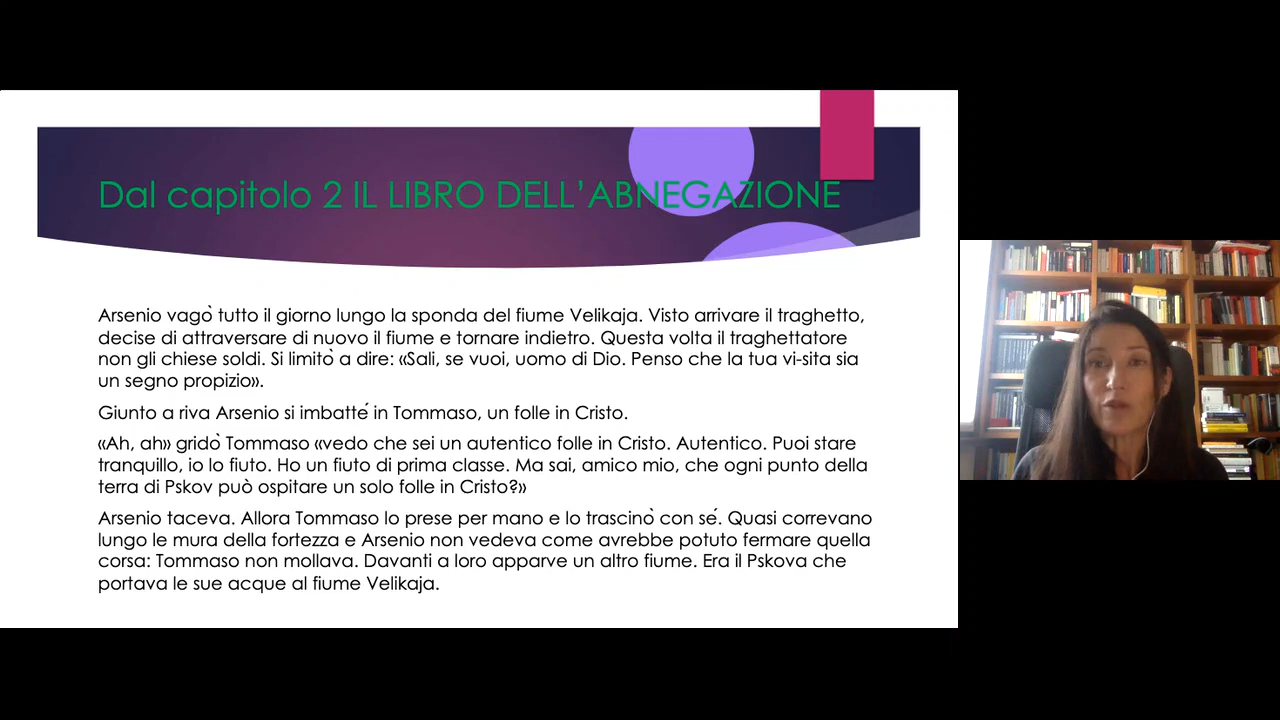 Dal capitolo 2 IL LIBRO DELL’ABNEGAZIONE
Arsenio vagò tutto il giorno lungo la sponda del fiume Velikaja. Visto arrivare il traghetto,
decise di attraversare di nuovo il fiume e tornare indietro. Questa volta il traghettatore
non gli chiese soldi. Si limitò a dire: «Sali, se vuoi, uomo di Dio. Penso che la tua vi-sita sia
un segno propizio».
Giunto a riva Arsenio si imbatté in Tommaso, un folle in Cristo.
«Ah, ah» gridò Tommaso «vedo che sei un autentico folle in Cristo. Autentico. Puoi stare
tranquillo, io lo fiuto. Ho un fiuto di prima classe. Ma sai, amico mio, che ogni punto della
terra di Pskov può ospitare un solo folle in Cristo?»
Arsenio taceva. Allora Tommaso lo prese per mano e lo trascinò con sé. Quasi correvano
lungo le mura della fortezza e Arsenio non vedeva come avrebbe potuto fermare quella
corsa: Tommaso non mollava. Davanti a loro apparve un altro fiume. Era il Pskova che
portava le sue acque al fiume Velikaja.